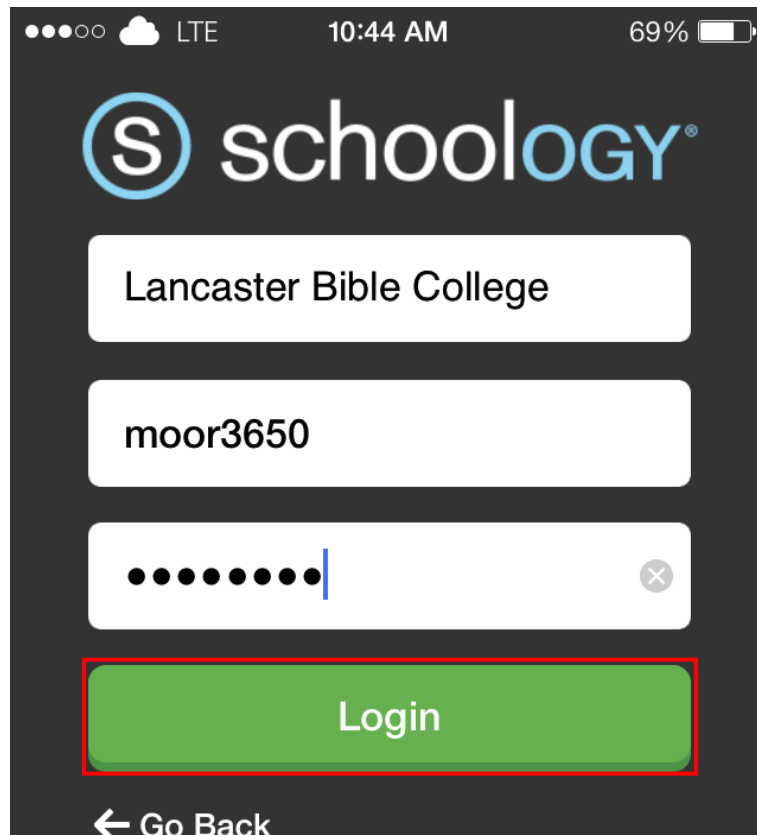 LTE 10:44 AM 69%
S schoology®
Lancaster Bible College
moor3650
••••••••
Login
Go Back